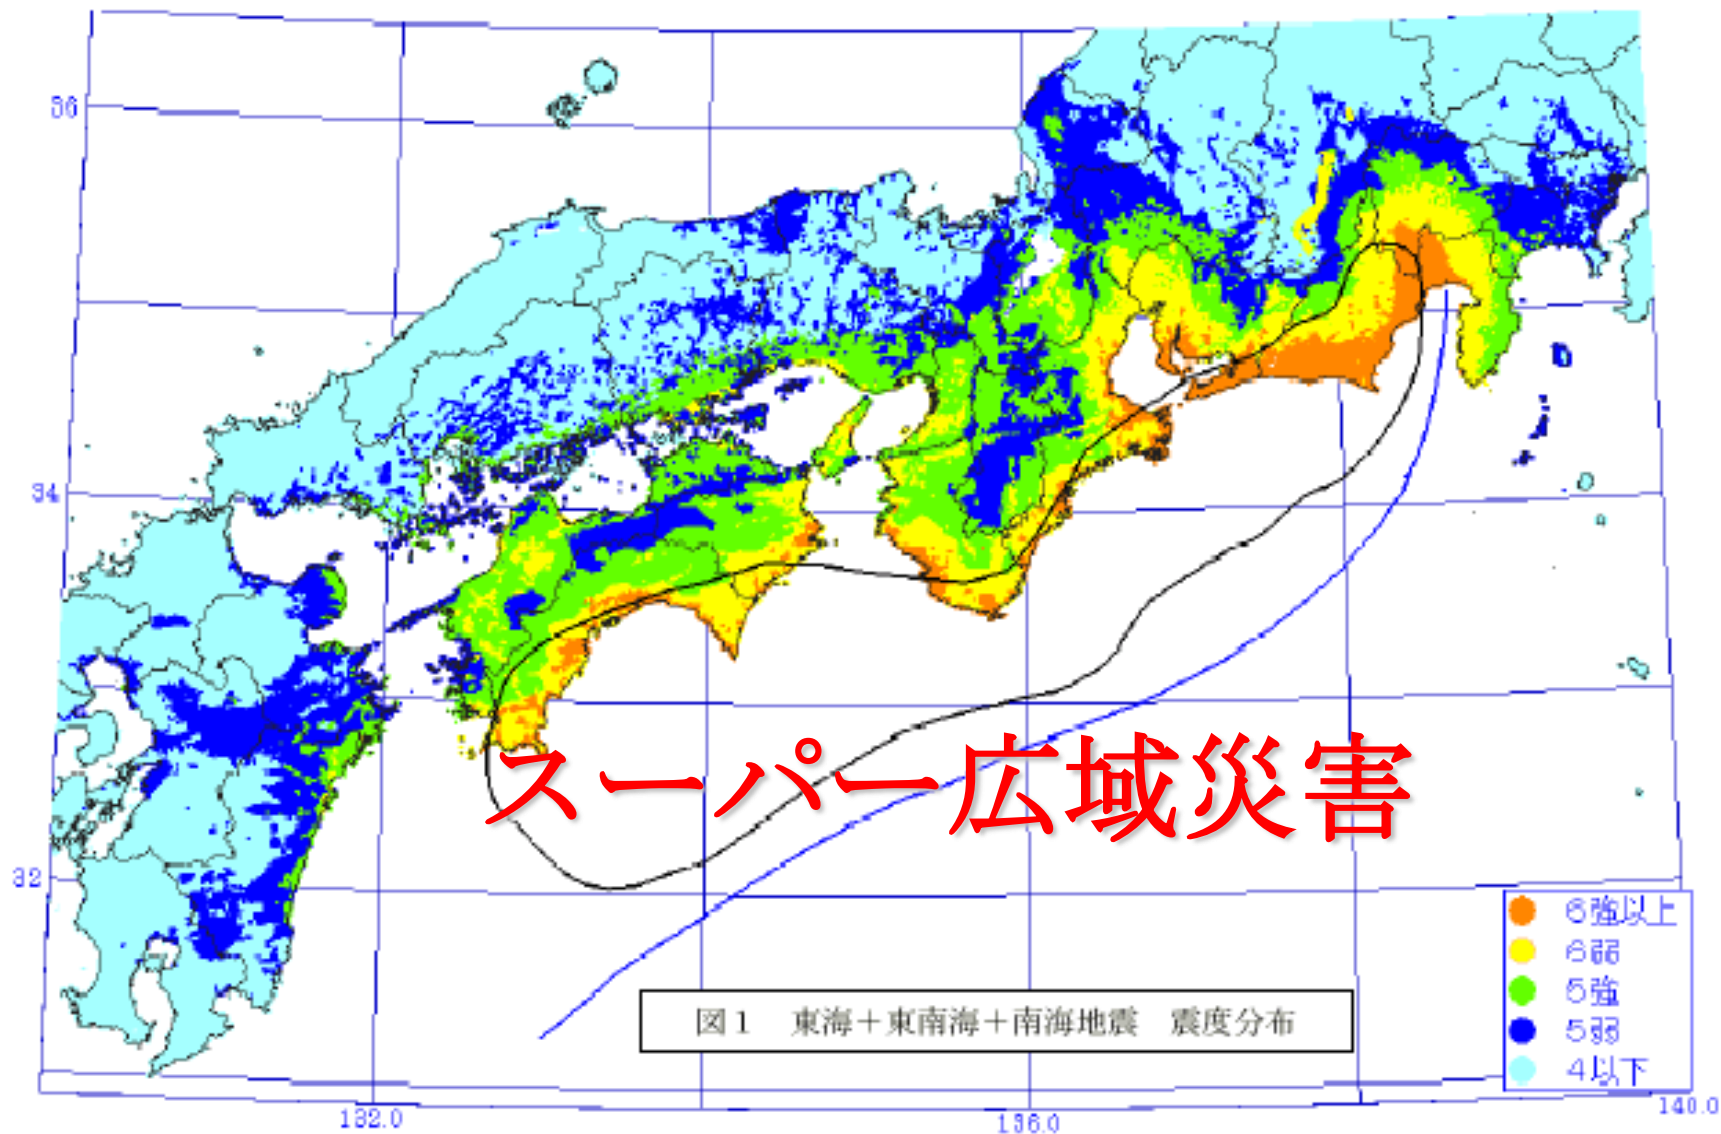 36
34
32
スーパー広域災害
6強以上
6弱
5強
5弱
4以下
図1 東海+東南海+南海地震 震度分布
132.0
136.0
140.0